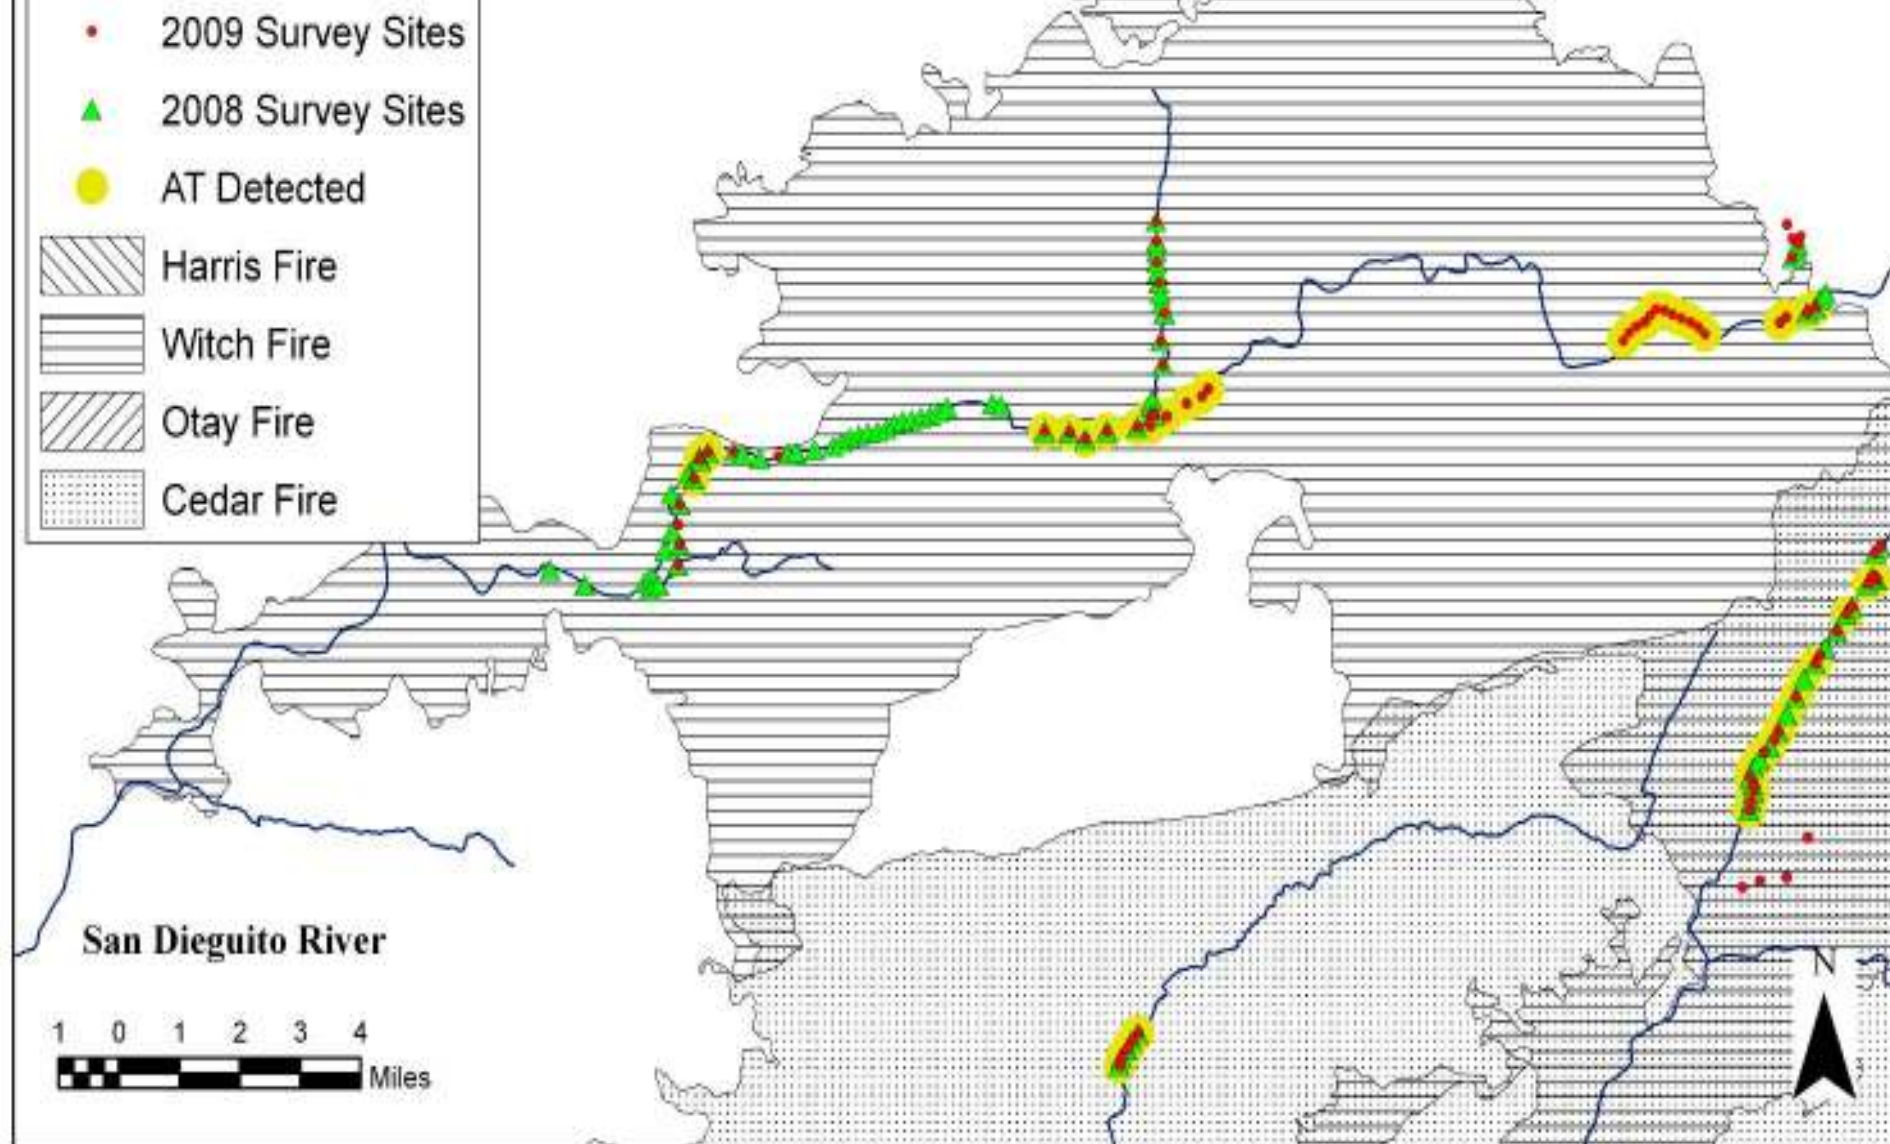 2009 Survey Sites
2008 Survey Sites
AT Detected
Harris Fire
Witch Fire
Otay Fire
Cedar Fire
San Dieguito River
1 0 1 2 3 4
Miles
N
3